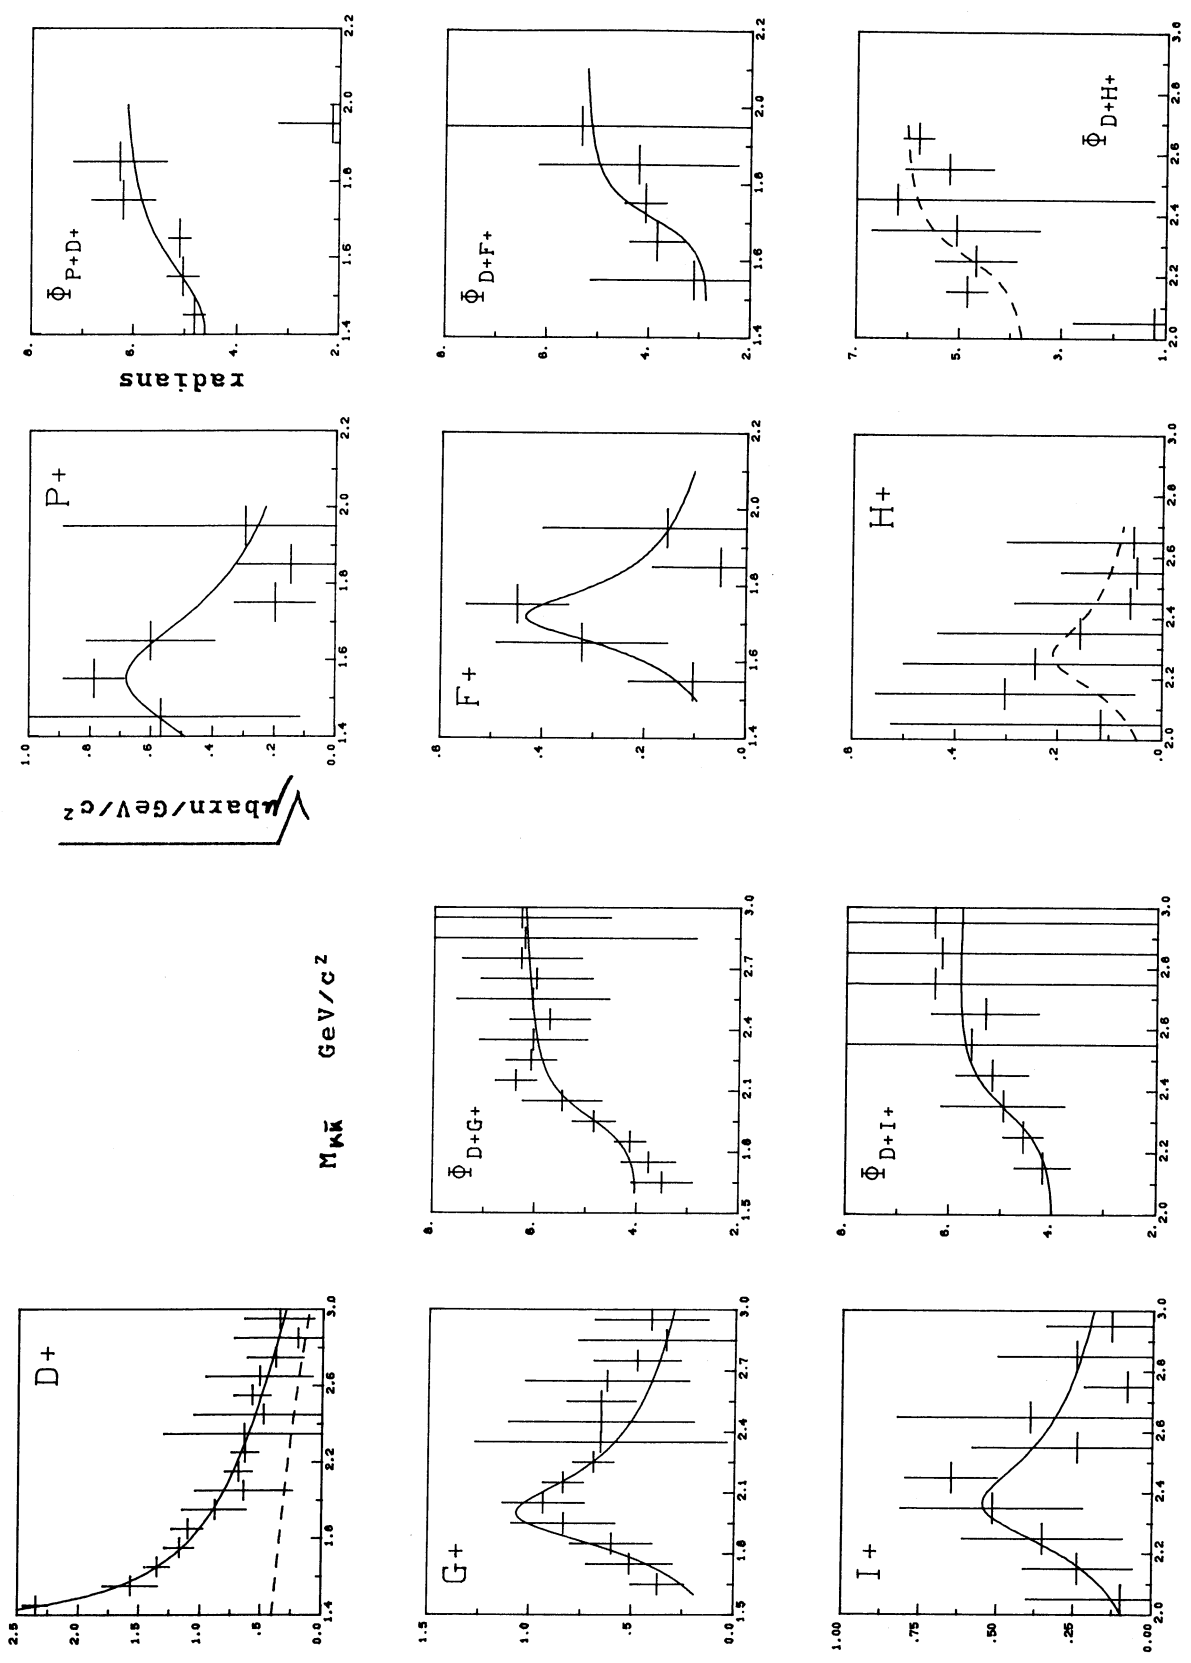 D+
2.5
2.0
1.5
1.0
.5
0.0
1.4 1.8 2.2 2.6 3.0
M KK̄ GeV/c²
√μbarn/GeV/c²
P+
1.0
.8
.6
.4
.2
0.0
1.4 1.6 1.8 2.0 2.2
radians
Φ P+D+
8.
6.
4.
2.
1.4 1.6 1.8 2.0 2.2
G+
1.5
1.0
.5
0.0
1.5 1.8 2.1 2.4 2.7 3.0
Φ D+G+
8.
6.
4.
2.
1.5 1.8 2.1 2.4 2.7 3.0
F+
.6
.4
.2
.0
1.4 1.6 1.8 2.0 2.2
Φ D+F+
8.
6.
4.
2.
1.4 1.6 1.8 2.0 2.2
I+
1.00
.75
.50
.25
0.00
2.0 2.2 2.4 2.6 2.8 3.0
Φ D+I+
8.
6.
4.
2.
2.0 2.2 2.4 2.6 2.8 3.0
H+
.6
.4
.2
.0
2.0 2.2 2.4 2.6 2.8 3.0
Φ D+H+
7.
5.
3.
1.
2.0 2.2 2.4 2.6 2.8 3.0